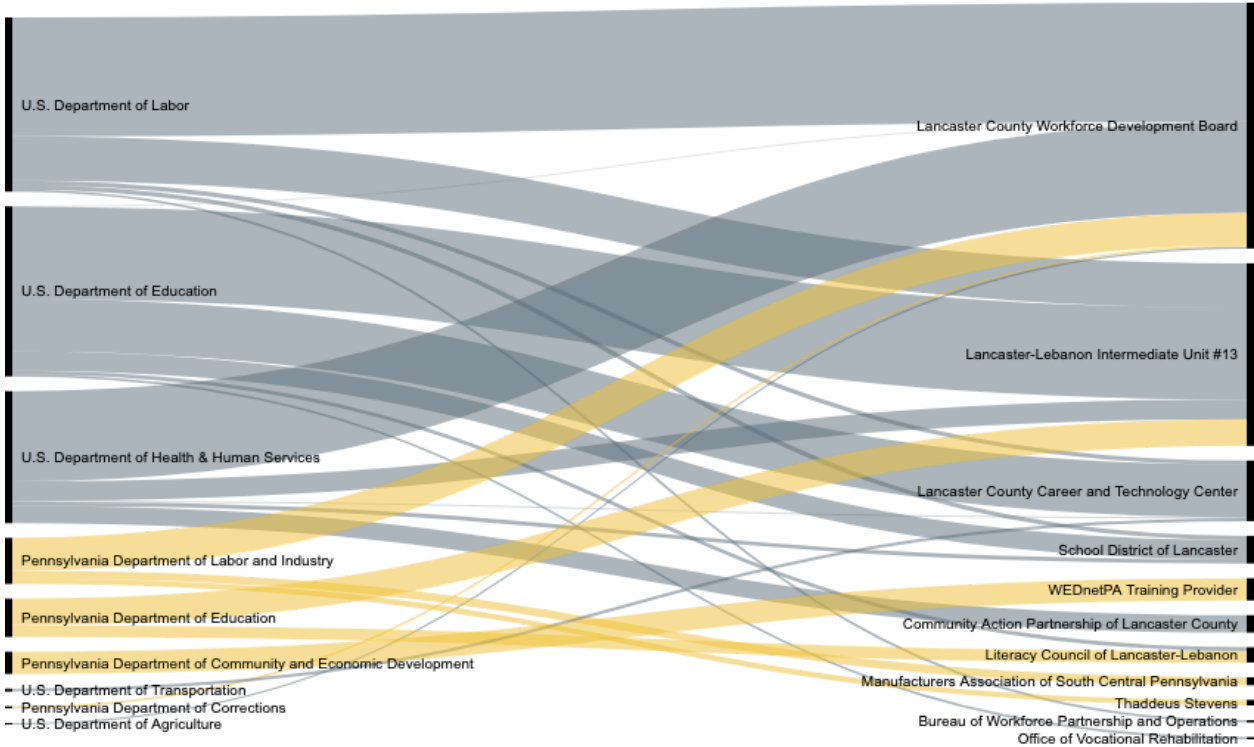 U.S. Department of Labor
U.S. Department of Education
U.S. Department of Health & Human Services
Pennsylvania Department of Labor and Industry
Pennsylvania Department of Education
Pennsylvania Department of Community and Economic Development
U.S. Department of Transportation
Pennsylvania Department of Corrections
U.S. Department of Agriculture
Lancaster County Workforce Development Board
Lancaster-Lebanon Intermediate Unit #13
Lancaster County Career and Technology Center
School District of Lancaster
WEDnetPA Training Provider
Community Action Partnership of Lancaster County
Literacy Council of Lancaster-Lebanon
Manufacturers Association of South Central Pennsylvania
Thaddeus Stevens
Bureau of Workforce Partnership and Operations
Office of Vocational Rehabilitation